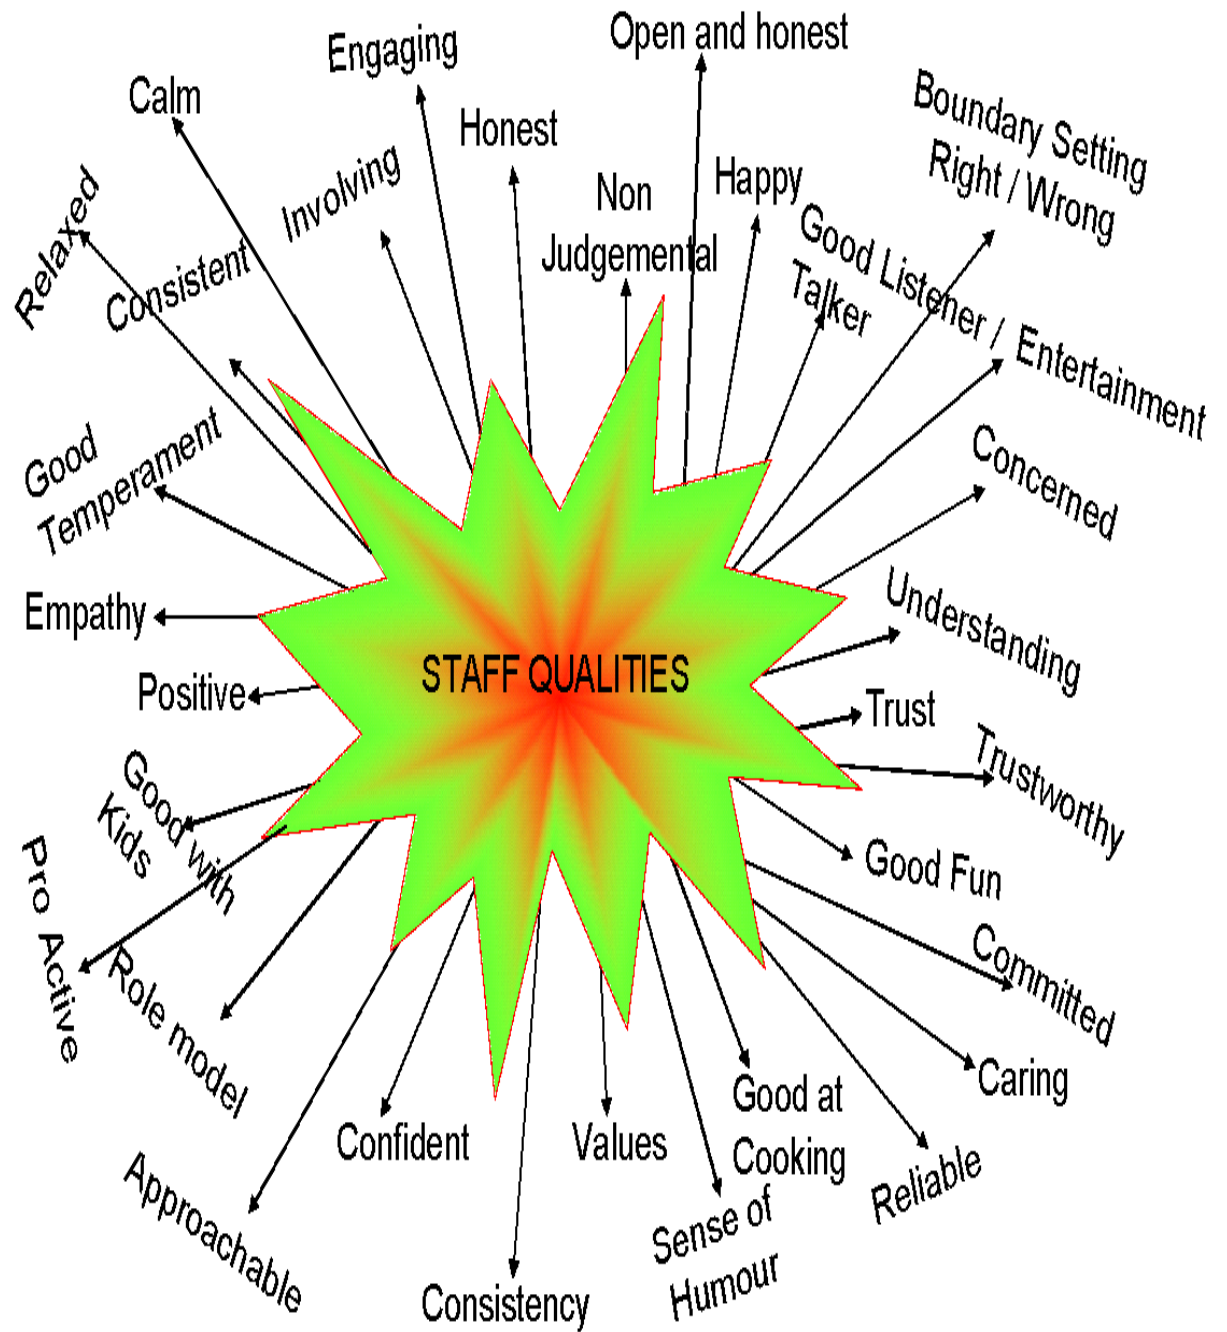 Open and honest
Engaging
Calm
Honest
Boundary Setting
Right / Wrong
Involving
Non
Judgemental
Happy
Relaxed
Consistent
Good Listener /
Talker
Entertainment
Good
Temperament
Concerned
Empathy
Understanding
Positive
STAFF QUALITIES
Trust
Trustworthy
Good with
Kids
Good Fun
Pro Active
Role model
Committed
Caring
Confident
Values
Good at
Cooking
Reliable
Approachable
Sense of
Humour
Consistency